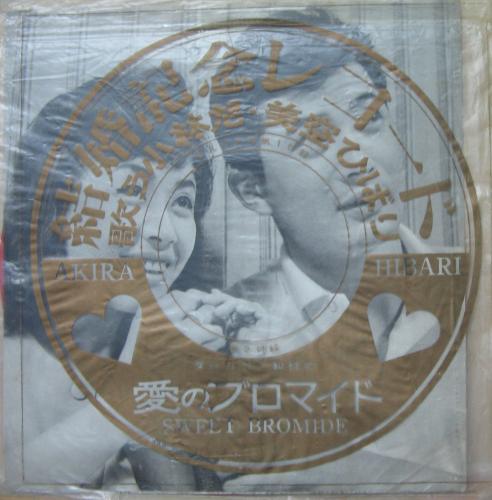 結婚記念レコード
歌う小林旭・美空ひばり
AKIRA
HIBARI
愛のブロマイド
SWEET BROMIDE